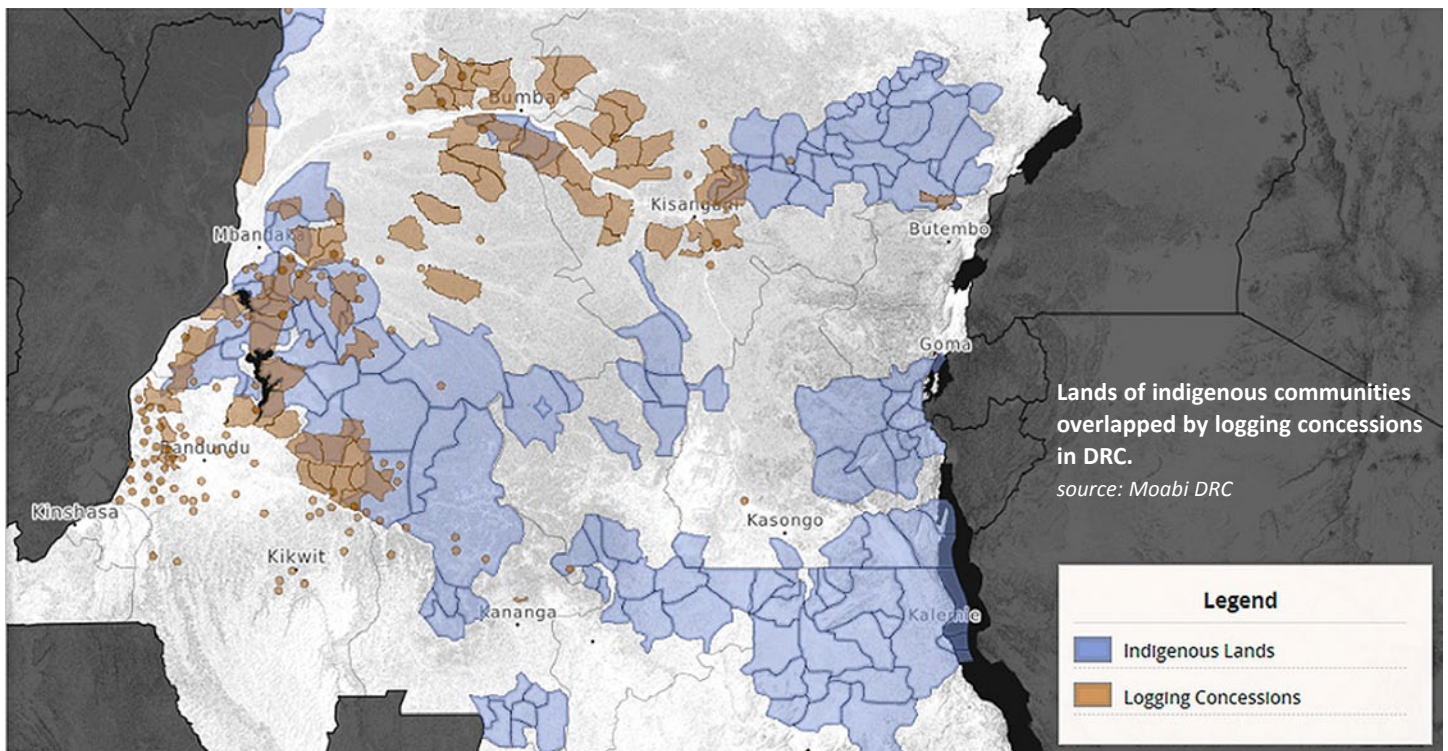 Bumba
Kisangani
Mbandaka
Butembo
Goma
Lands of indigenous communities
overlapped by logging concessions
in DRC.
source: Moabi DRC
Bandundu
Kinshasa
Kasongo
Kikwit
Kananga
Kalemie
Legend
Indigenous Lands
Logging Concessions